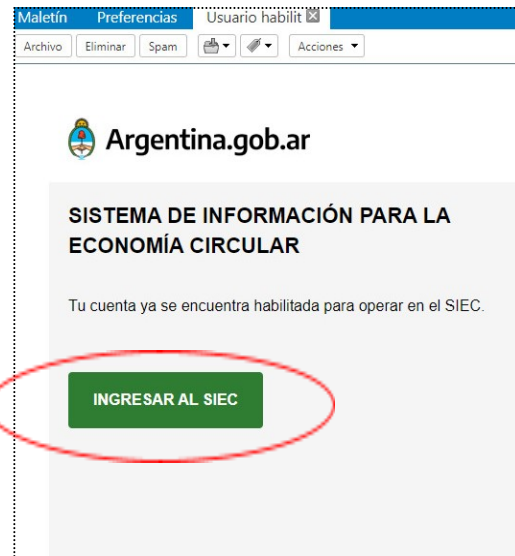 Maletín Preferencias Usuario habilit
Archivo Eliminar Spam Acciones
Argentina.gob.ar
SISTEMA DE INFORMACIÓN PARA LA
ECONOMÍA CIRCULAR
Tu cuenta ya se encuentra habilitada para operar en el SIEC.
INGRESAR AL SIEC